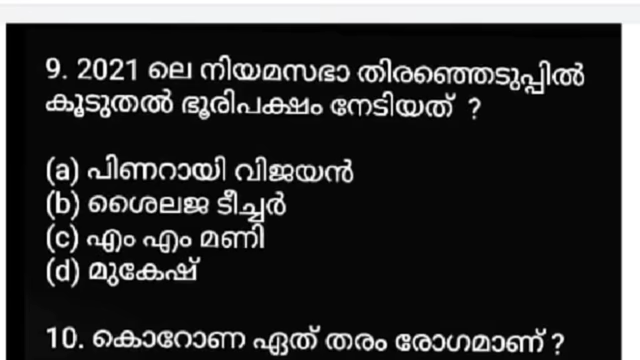 9. 2021 ലെ നിയമസഭാ തിരഞ്ഞെടുപ്പിൽ
കൂടുതൽ ഭൂരിപക്ഷം നേടിയത് ?
(a) പിണറായി വിജയൻ
(b) ശൈലജ ടീച്ചർ
(c) എം എം മണി
(d) മുകേഷ്
10. കൊറോണ ഏത് തരം രോഗമാണ് ?